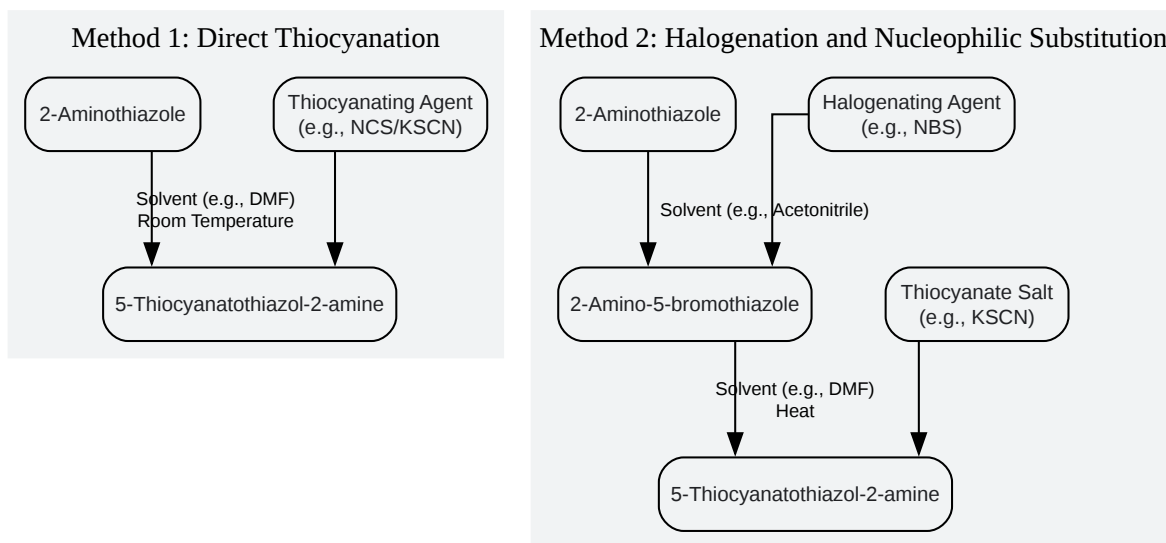 Method 1: Direct Thiocyanation
2-Aminothiazole
Thiocyanating Agent
(e.g., NCS/KSCN)
Solvent (e.g., DMF)
Room Temperature
5-Thiocyanatothiazol-2-amine
Method 2: Halogenation and Nucleophilic Substitution
2-Aminothiazole
Halogenating Agent
(e.g., NBS)
Solvent (e.g., Acetonitrile)
2-Amino-5-bromothiazole
Thiocyanate Salt
(e.g., KSCN)
Solvent (e.g., DMF)
Heat
5-Thiocyanatothiazol-2-amine